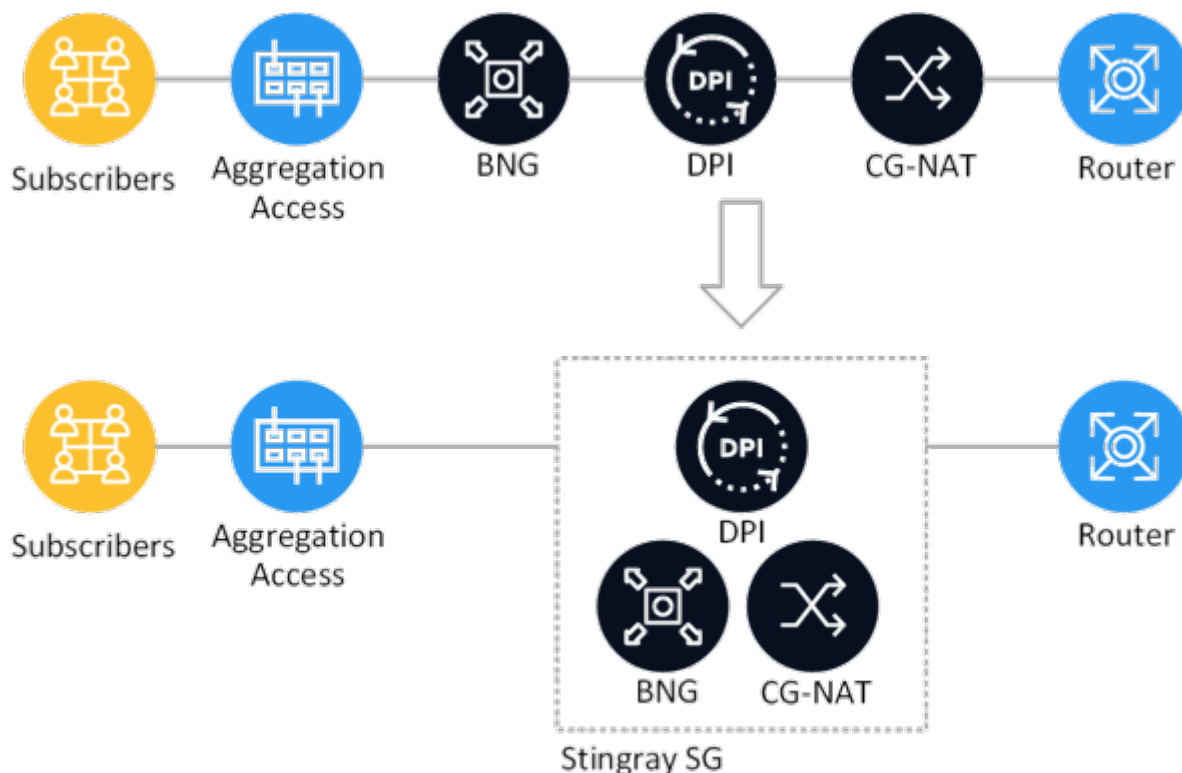 DPI
Subscribers
Aggregation
Access
BNG
DPI
CG-NAT
Router
DPI
DPI
Subscribers
Aggregation
Access
Router
BNG
CG-NAT
Stingray SG